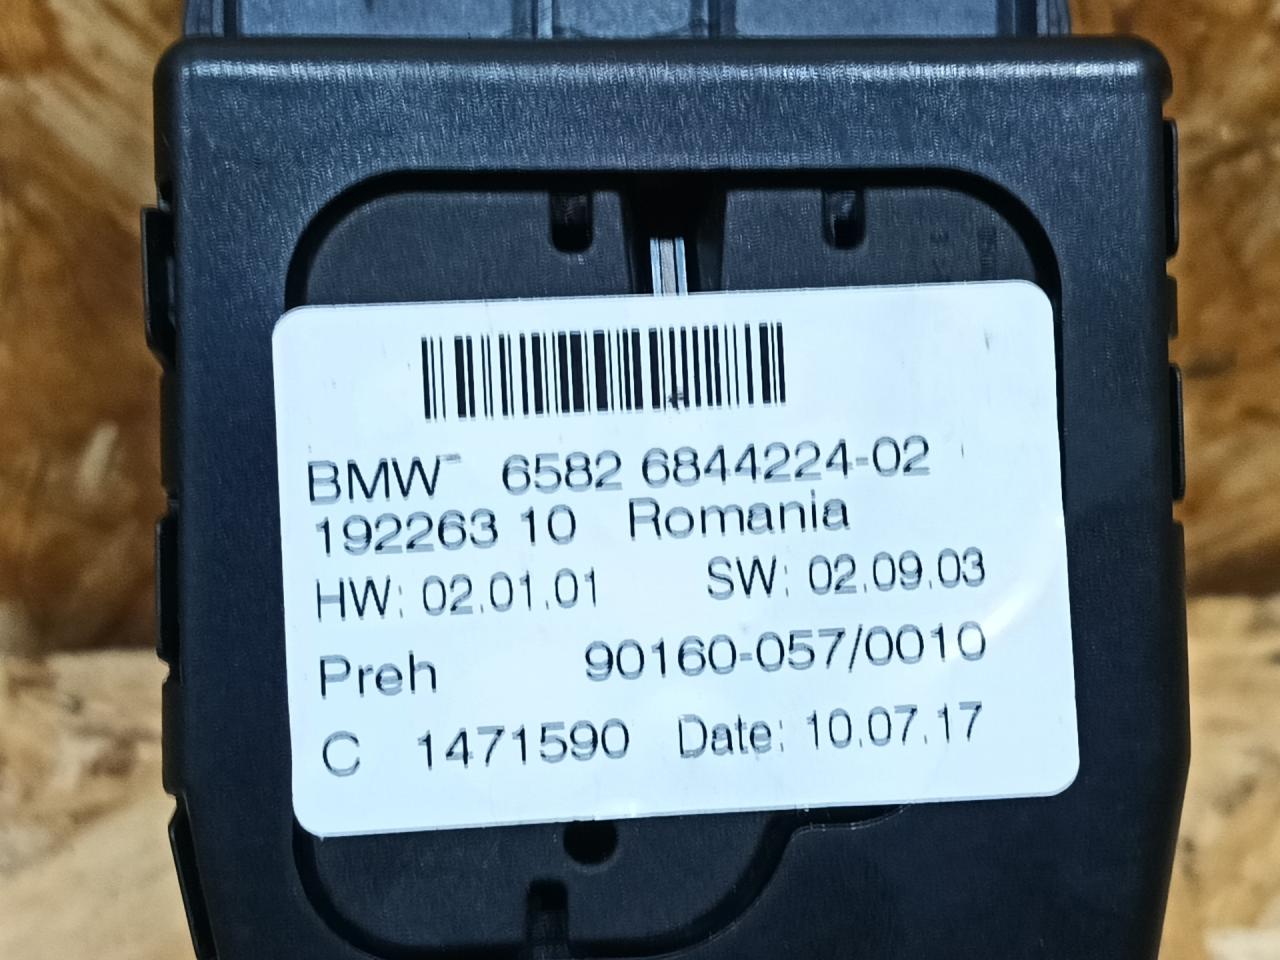 BMW 6582 6844224-02
192263 10 Romania
HW: 02.01.01 SW: 02.09.03
Preh 90160-057/0010
C 1471590 Date: 10.07.17